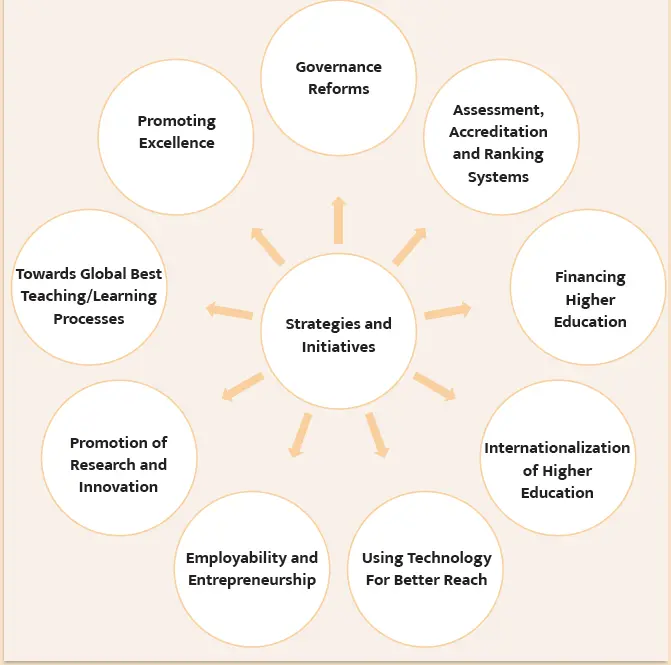 Governance
Reforms
Assessment,
Accreditation
and Ranking
Systems
Financing
Higher
Education
Internationalization
of Higher
Education
Using Technology
For Better Reach
Employability and
Entrepreneurship
Promotion of
Research and
Innovation
Towards Global Best
Teaching/Learning
Processes
Promoting
Excellence
Strategies and
Initiatives